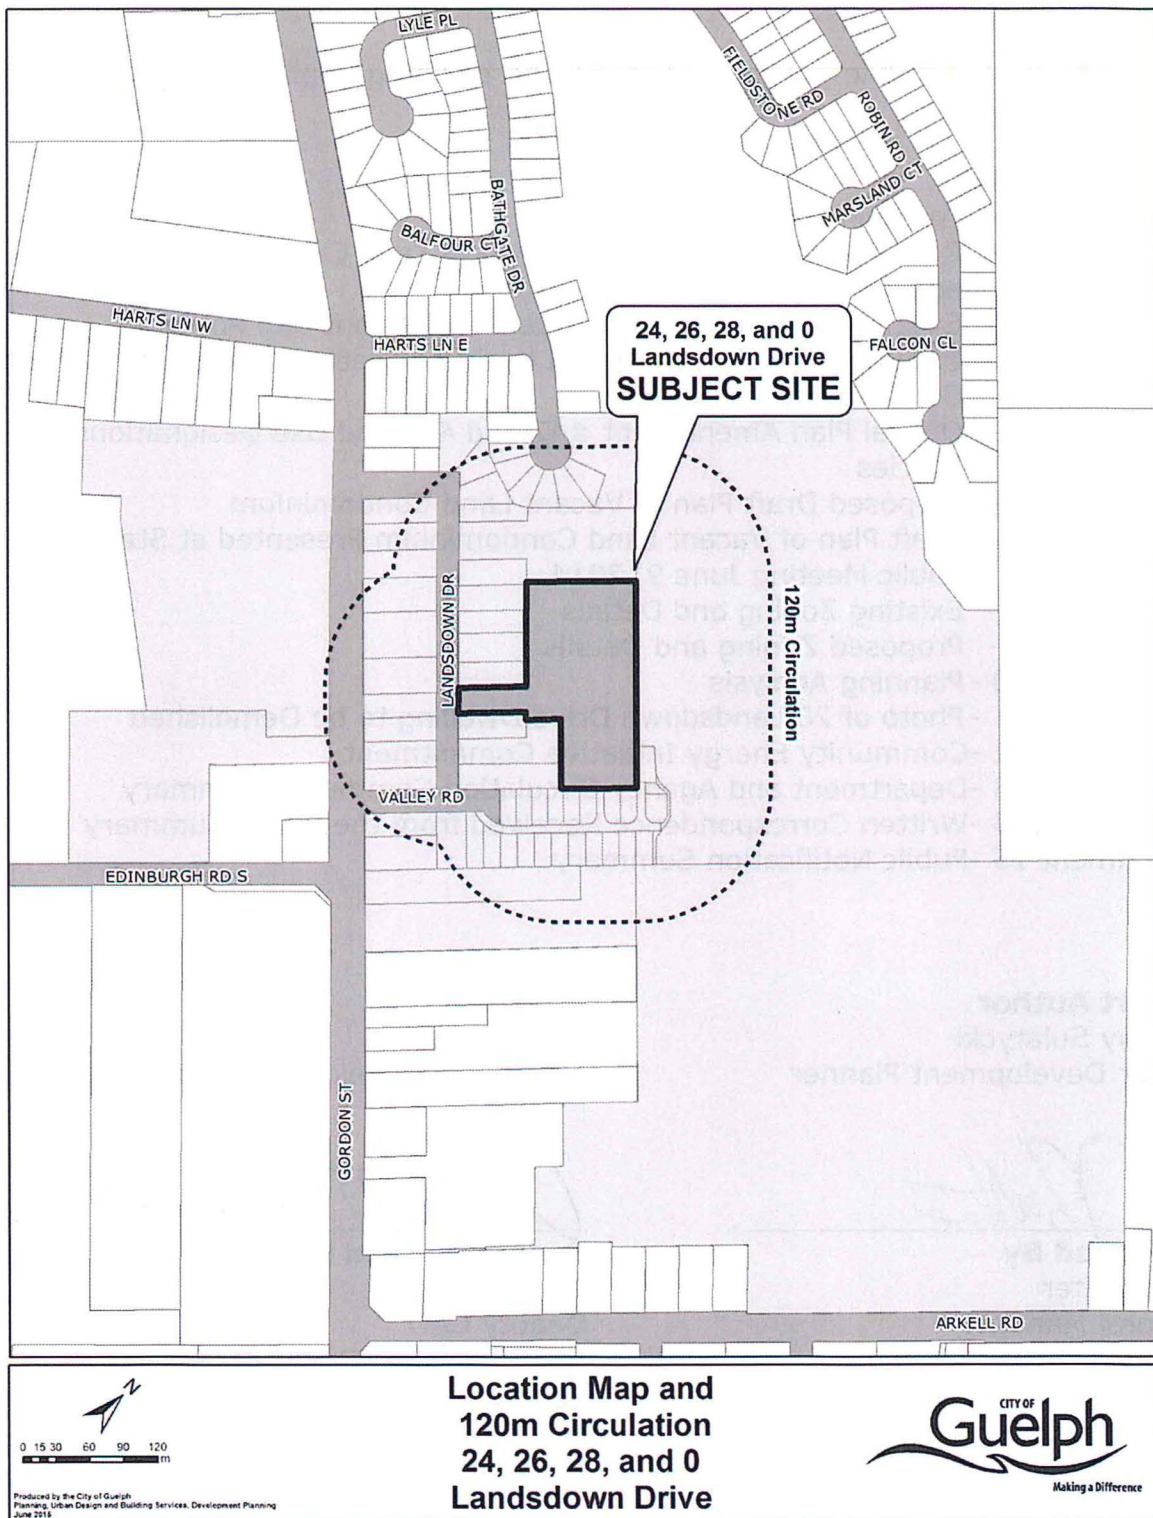 LYLE PL
FIELDSTONE RD
ROBIN RD
BATHGATE DR
MARSLAND CT
BALFOUR CT
HARTS LN W
HARTS LN E
FALCON CL
24, 26, 28, and 0
Landsdown Drive
SUBJECT SITE
LANDSDOWN DR
120m Circulation
VALLEY RD
EDINBURGH RD S
GORDON ST
ARKELL RD
N
0 15 30 60 90 120
m
Produced by the City of Guelph
Planning, Urban Design and Building Services, Development Planning
June
Location Map and
120m Circulation
24, 26, 28, and 0
Landsdown Drive
CITY OF
Guelph
Making a Difference